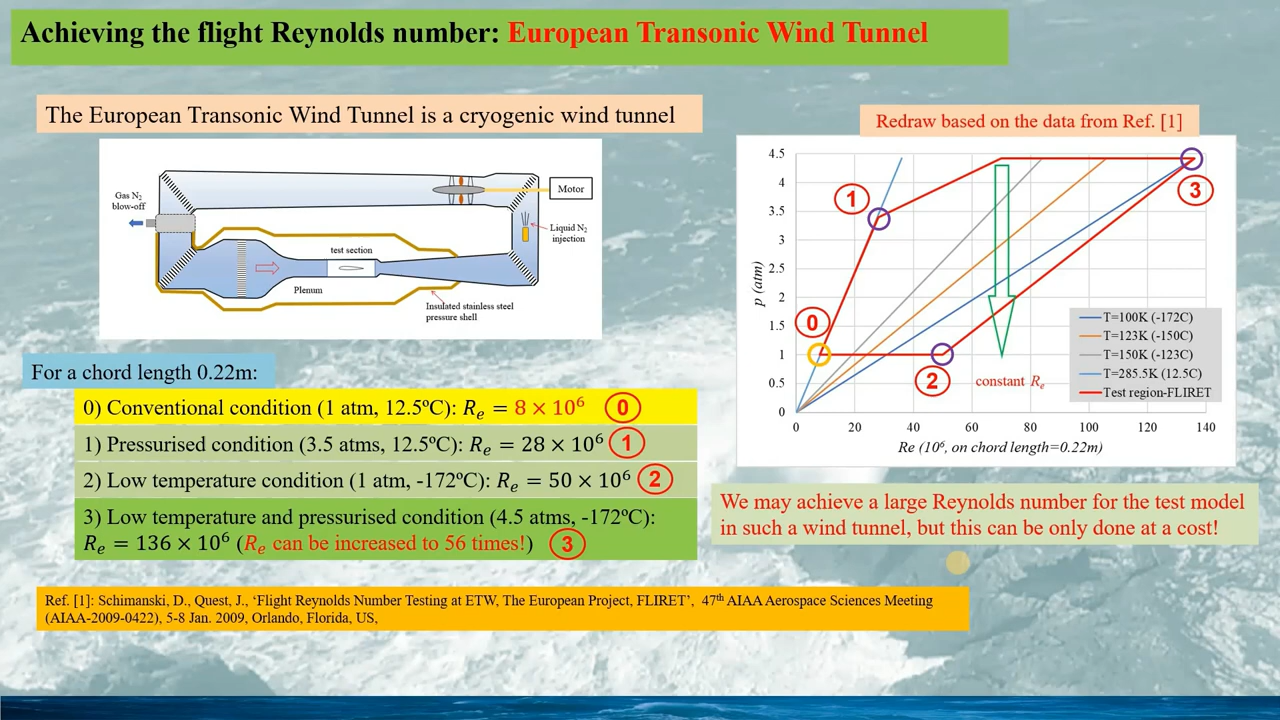 Achieving the flight Reynolds number: European Transonic Wind Tunnel
The European Transonic Wind Tunnel is a cryogenic wind tunnel
Gas N₂
blow-off
Motor
Liquid N₂
injection
test section
Plenum
Insulated stainless steel
pressure shell
For a chord length 0.22m:
0) Conventional condition (1 atm, 12.5ºC): Rₑ = 8 × 10⁶ 0
1) Pressurised condition (3.5 atms, 12.5ºC): Rₑ = 28 × 10⁶ 1
2) Low temperature condition (1 atm, -172ºC): Rₑ = 50 × 10⁶ 2
3) Low temperature and pressurised condition (4.5 atms, -172ºC):
Rₑ = 136 × 10⁶ (Rₑ can be increased to 56 times!) 3
Redraw based on the data from Ref. [1]
4.5
4
3.5
3
2.5
2
1.5
1
0.5
0
p (atm)
0 20 40 60 80 100 120 140
Re (10⁶, on chord length=0.22m)
0
1
2
3
constant Rₑ
T=100K (-172C)
T=123K (-150C)
T=150K (-123C)
T=285.5K (12.5C)
Test region-FLIRET
We may achieve a large Reynolds number for the test model
in such a wind tunnel, but this can be only done at a cost!
Ref. [1]: Schimanski, D., Quest, J., ‘Flight Reynolds Number Testing at ETW, The European Project, FLIRET’, 47ᵗʰ AIAA Aerospace Sciences Meeting
(AIAA-2009-0422), 5-8 Jan. 2009, Orlando, Florida, US,